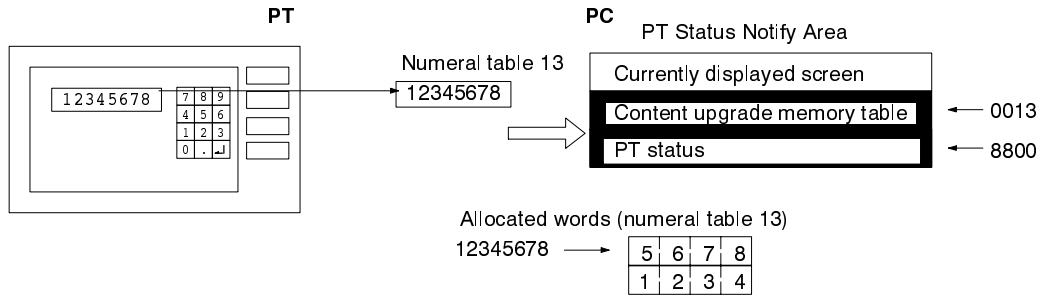 PT
12345678
7 8 9
4 5 6
1 2 3
0 . ↵
Numeral table 13
12345678
PC
PT Status Notify Area
Currently displayed screen
Content upgrade memory table
0013
PT status
8800
Allocated words (numeral table 13)
12345678
5 6 7 8
1 2 3 4